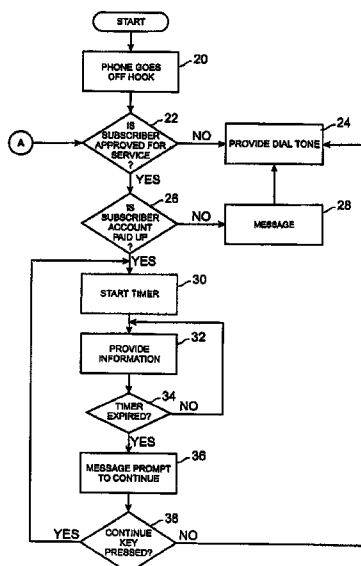 START
PHONE GOES
OFF HOOK
20
IS
SUBSCRIBER
APPROVED FOR
SERVICE
?
22
A
NO
PROVIDE DIAL TONE
24
YES
IS
SUBSCRIBER
ACCOUNT
PAID UP
?
26
NO
MESSAGE
28
YES
START TIMER
30
PROVIDE
INFORMATION
32
TIMER
EXPIRED?
34
NO
YES
MESSAGE PROMPT
TO CONTINUE
36
CONTINUE
KEY
PRESSED?
38
YES
NO